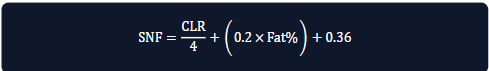 SNF = CLR/4 + (0.2 × Fat%) + 0.36